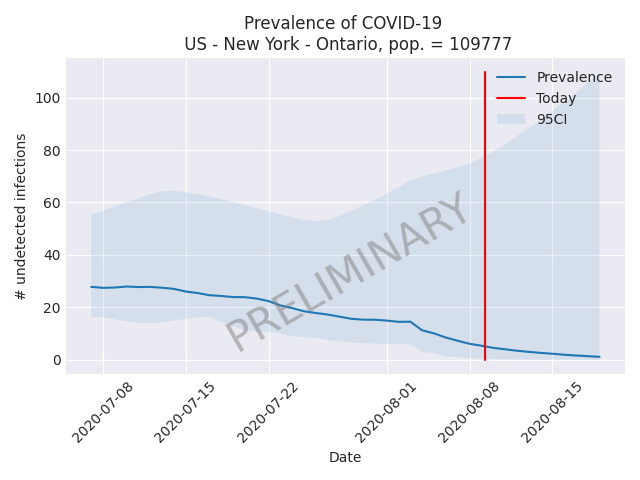 Prevalence of COVID-19
US - New York - Ontario, pop. = 109777
Prevalence
Today
95CI
100
80
60
40
20
0
# undetected infections
PRELIMINARY
2020-07-08
2020-07-15
2020-07-22
2020-08-01
2020-08-08
2020-08-15
Date